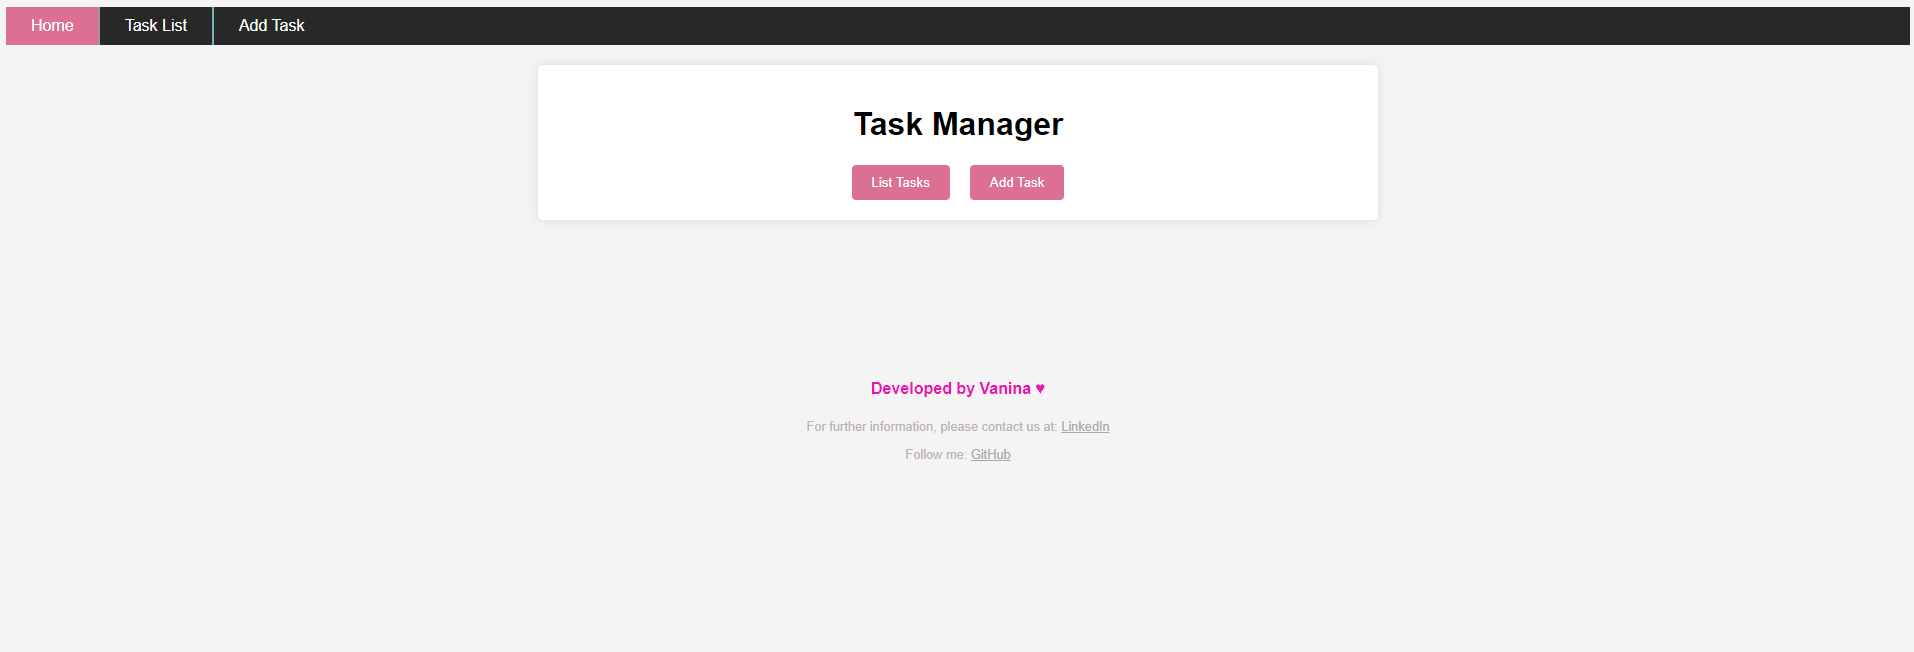 Home Task List Add Task
Task Manager
List Tasks Add Task
Developed by Vanina ♥
For further information, please contact us at: LinkedIn
Follow me: GitHub